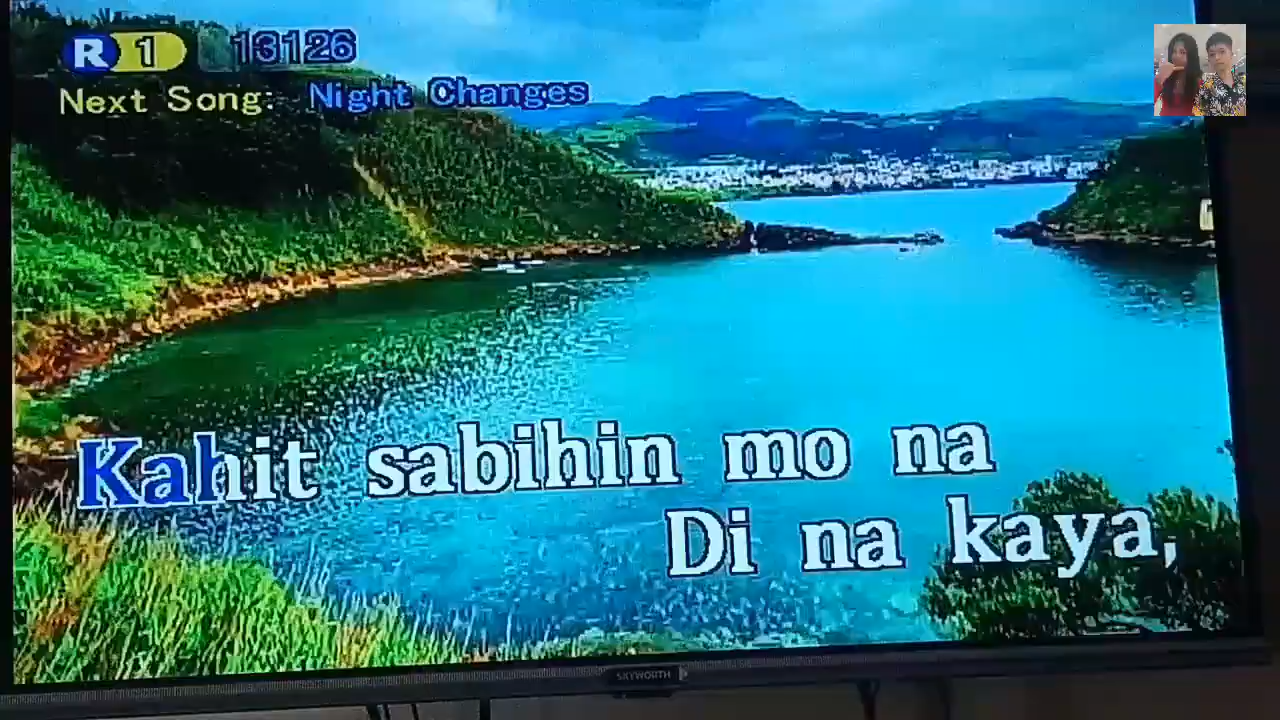 R 1 13126
Next Song: Night Changes
Kahit sabihin mo na
Di na kaya,
SKYWORTH